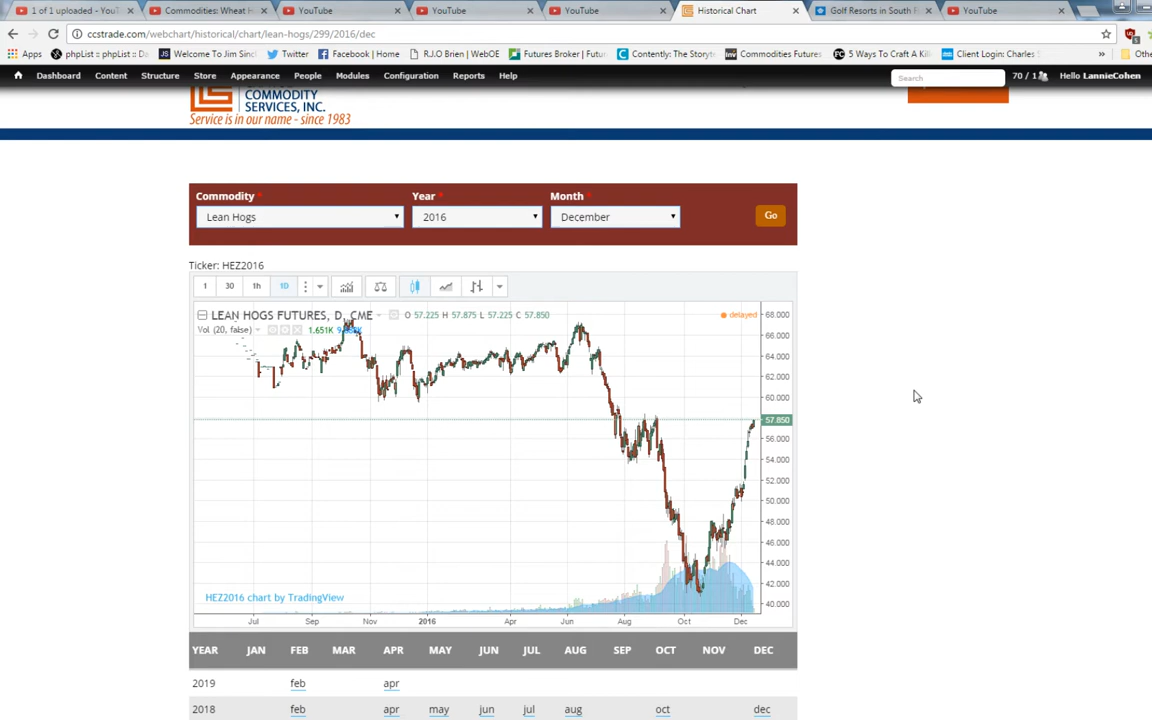 1 of 1 uploaded - YouT
Commodities: Wheat H
YouTube
YouTube
YouTube
Historical Chart
Golf Resorts in South F
YouTube
ccstrade.com/webchart/historical/chart/lean-hogs/299/2016/dec
Apps
phpList :: Da
Welcome To Jim Sinc
Twitter
Facebook | Home
R.J.O Brien | WebOE
Futures Broker | Futu
Contently: The Storyt
Commodities Futures
5 Ways To Craft A Kill
Client Login: Charles
»
Othe
Dashboard Content Structure Store Appearance People Modules Configuration Reports Help
Search
70 / 1
Hello LannieCohen
COMMODITY
SERVICES, INC.
Service is in our name - since 1983
Commodity * Year * Month *
Lean Hogs 2016 December Go
Ticker: HEZ2016
1 30 1h 1D
LEAN HOGS FUTURES, D, CME O 57.225 H 57.875 L 57.225 C 57.850
delayed
Vol (20, false) 1.651K
68.000
66.000
64.000
62.000
60.000
57.850
56.000
54.000
52.000
50.000
48.000
46.000
44.000
42.000
40.000
HEZ2016 chart by TradingView
Jul Sep Nov 2016 Apr Jun Aug Oct Dec
YEAR JAN FEB MAR APR MAY JUN JUL AUG SEP OCT NOV DEC
2019 feb apr
2018 feb apr may jun jul aug oct dec